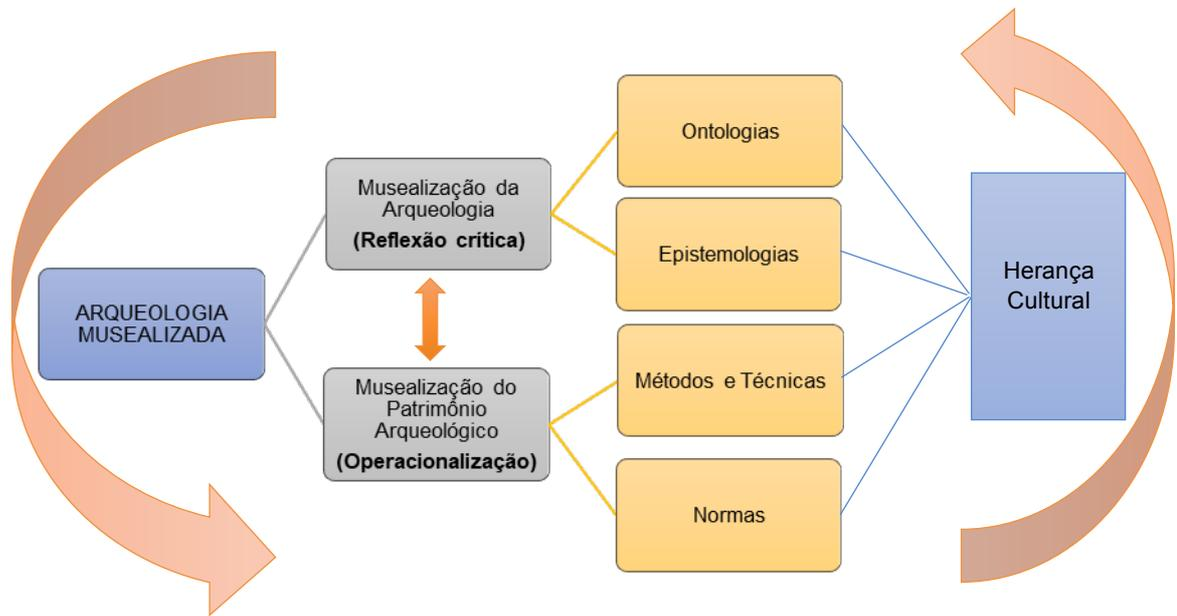 ARQUEOLOGIA
MUSEALIZADA
Musealização da
Arqueologia
(Reflexão crítica)
Musealização do
Patrimônio
Arqueológico
(Operacionalização)
Ontologias
Epistemologias
Métodos e Técnicas
Normas
Herança
Cultural